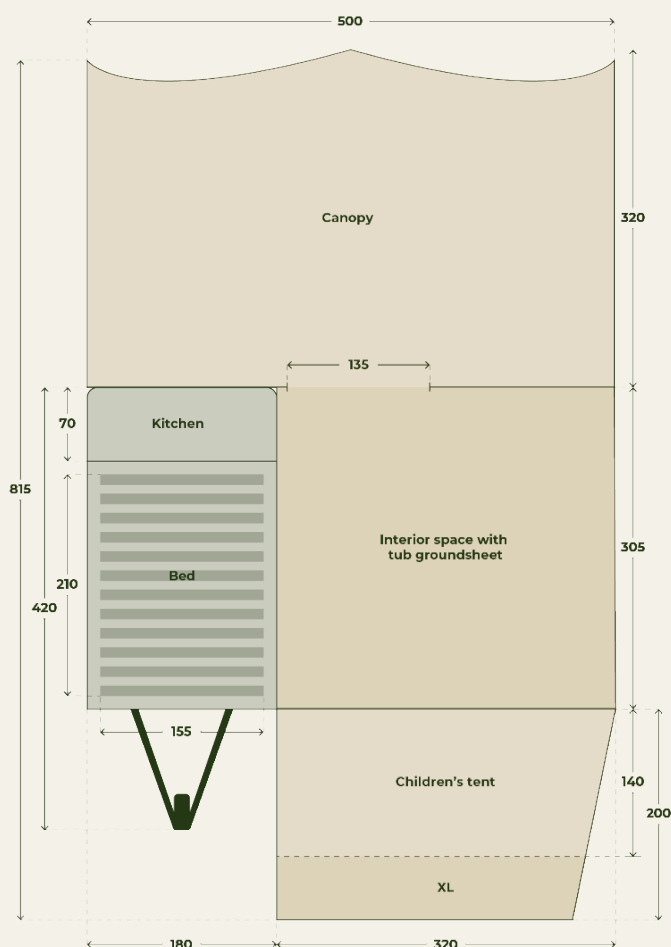 500
Canopy
320
135
Kitchen
70
815
Interior space with
tub groundsheet
305
Bed
210
420
155
Children’s tent
140
200
XL
180
320